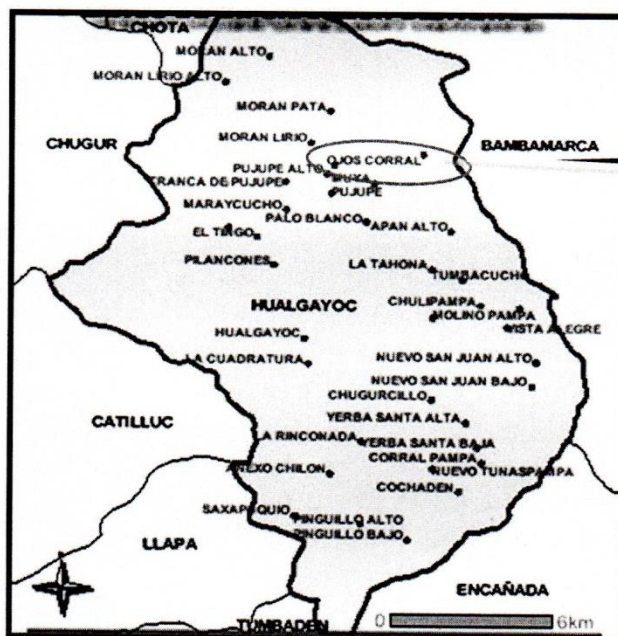 CHOTA
MORAN ALTO
MORAN LIRIO ALTO
MORAN PATA
CHUGUR
MORAN LIRIO
BAMBAMARCA
OJOS CORRAL
PUJUPE ALTO
TRANCA DE PUJUPE
PUJUPE
MARAYCUCHO
PALO BLANCO
APAN ALTO
EL TINGO
PILANCONES
LA TAHONA
TUMBACUCHO
CHULIPAMPA
HUALGAYOC
MOLINO PAMPA
VISTA ALEGRE
HUALGAYOC
LA CUADRATURA
NUEVO SAN JUAN ALTO
NUEVO SAN JUAN BAJO
CHUGURCILLO
CATILLUC
YERBA SANTA ALTA
LA RINCONADA
YERBA SANTA BAJA
CORRAL PAMPA
ANEXO CHILON
NUEVO TUNASPAMPA
COCHADEN
SAXAPUQUIO
PINGUILLO ALTO
LLAPA
PINGUILLO BAJO
ENCAÑADA
TUMBADEN
0 6km